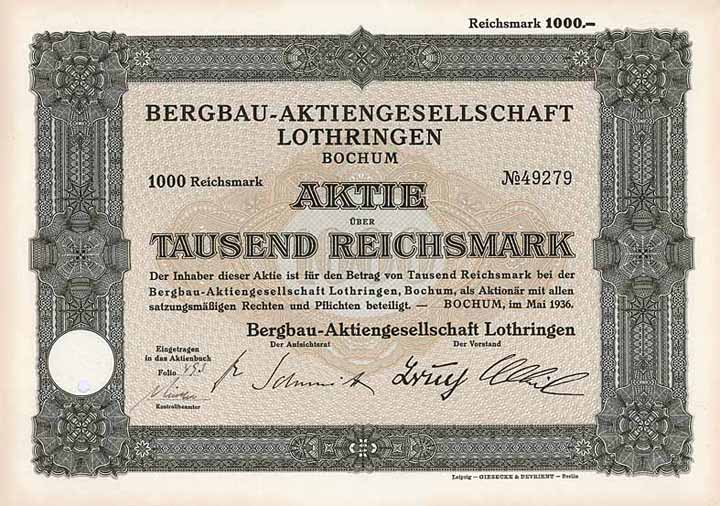 Reichsmark 1000.—
BERGBAU-AKTIENGESELLSCHAFT
LOTHRINGEN
BOCHUM
1000 Reichsmark
№49279
AKTIE
ÜBER
TAUSEND REICHSMARK
Der Inhaber dieser Aktie ist für den Betrag von Tausend Reichsmark bei der
Bergbau-Aktiengesellschaft Lothringen, Bochum, als Aktionär mit allen
satzungsmäßigen Rechten und Pflichten beteiligt. — BOCHUM, im Mai 1936.
Bergbau-Aktiengesellschaft Lothringen
Der Aufsichtsrat Der Vorstand
Eingetragen
in das Aktienbuch
Folio 493
Schmitt
Kontrollbeamter
Leipzig — GIESECKE & DEVRIENT — Berlin